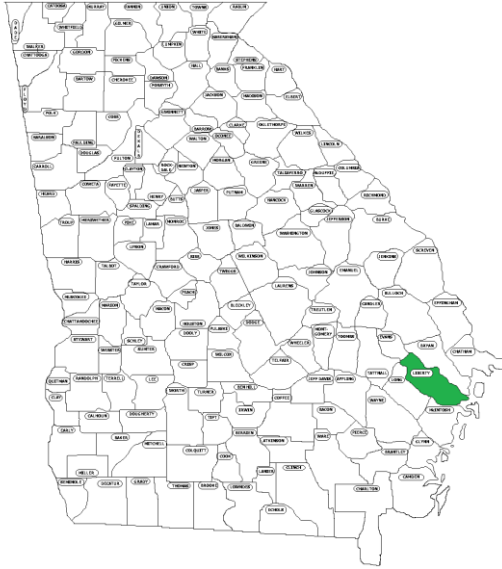 CATOOSA
MURRAY
FANNIN
UNION
TOWNS
RABUN
DADE
WHITFIELD
GILMER
WHITE
HABERSHAM
WALKER
LUMPKIN
CHATTOOGA
GORDON
PICKENS
STEPHENS
HALL
BANKS
FRANKLIN
HART
FLOYD
BARTOW
CHEROKEE
DAWSON
FORSYTH
JACKSON
MADISON
ELBERT
POLK
COBB
GWINNETT
BARROW
CLARKE
OGLETHORPE
HARALSON
PAULDING
DEKALB
WALTON
OCONEE
WILKES
LINCOLN
DOUGLAS
FULTON
CARROLL
CLAYTON
ROCKDALE
NEWTON
MORGAN
GREENE
TALIAFERRO
MCDUFFIE
COLUMBIA
HEARD
COWETA
FAYETTE
HENRY
BUTTS
JASPER
PUTNAM
WARREN
RICHMOND
SPALDING
HANCOCK
GLASCOCK
TROUP
MERIWETHER
PIKE
LAMAR
MONROE
JONES
BALDWIN
JEFFERSON
BURKE
WASHINGTON
UPSON
HARRIS
TALBOT
CRAWFORD
BIBB
WILKINSON
JENKINS
SCREVEN
TWIGGS
JOHNSON
EMANUEL
TAYLOR
LAURENS
MUSCOGEE
PEACH
MARION
MACON
BLECKLEY
TREUTLEN
CANDLER
BULLOCH
EFFINGHAM
CHATTAHOOCHEE
HOUSTON
DOOLY
PULASKI
DODGE
MONTGOMERY
TOOMBS
EVANS
STEWART
SCHLEY
WEBSTER
SUMTER
WHEELER
BRYAN
CHATHAM
WILCOX
TELFAIR
CRISP
TATTNALL
LIBERTY
QUITMAN
RANDOLPH
TERRELL
LEE
BEN HILL
JEFF DAVIS
APPLING
LONG
WORTH
TURNER
CLAY
COFFEE
WAYNE
CALHOUN
DOUGHERTY
IRWIN
BACON
MCINTOSH
TIFT
EARLY
BAKER
MITCHELL
BERRIEN
ATKINSON
WARE
PIERCE
GLYNN
COLQUITT
COOK
BRANTLEY
MILLER
LANIER
CLINCH
SEMINOLE
DECATUR
GRADY
THOMAS
BROOKS
LOWNDES
CHARLTON
CAMDEN
ECHOLS